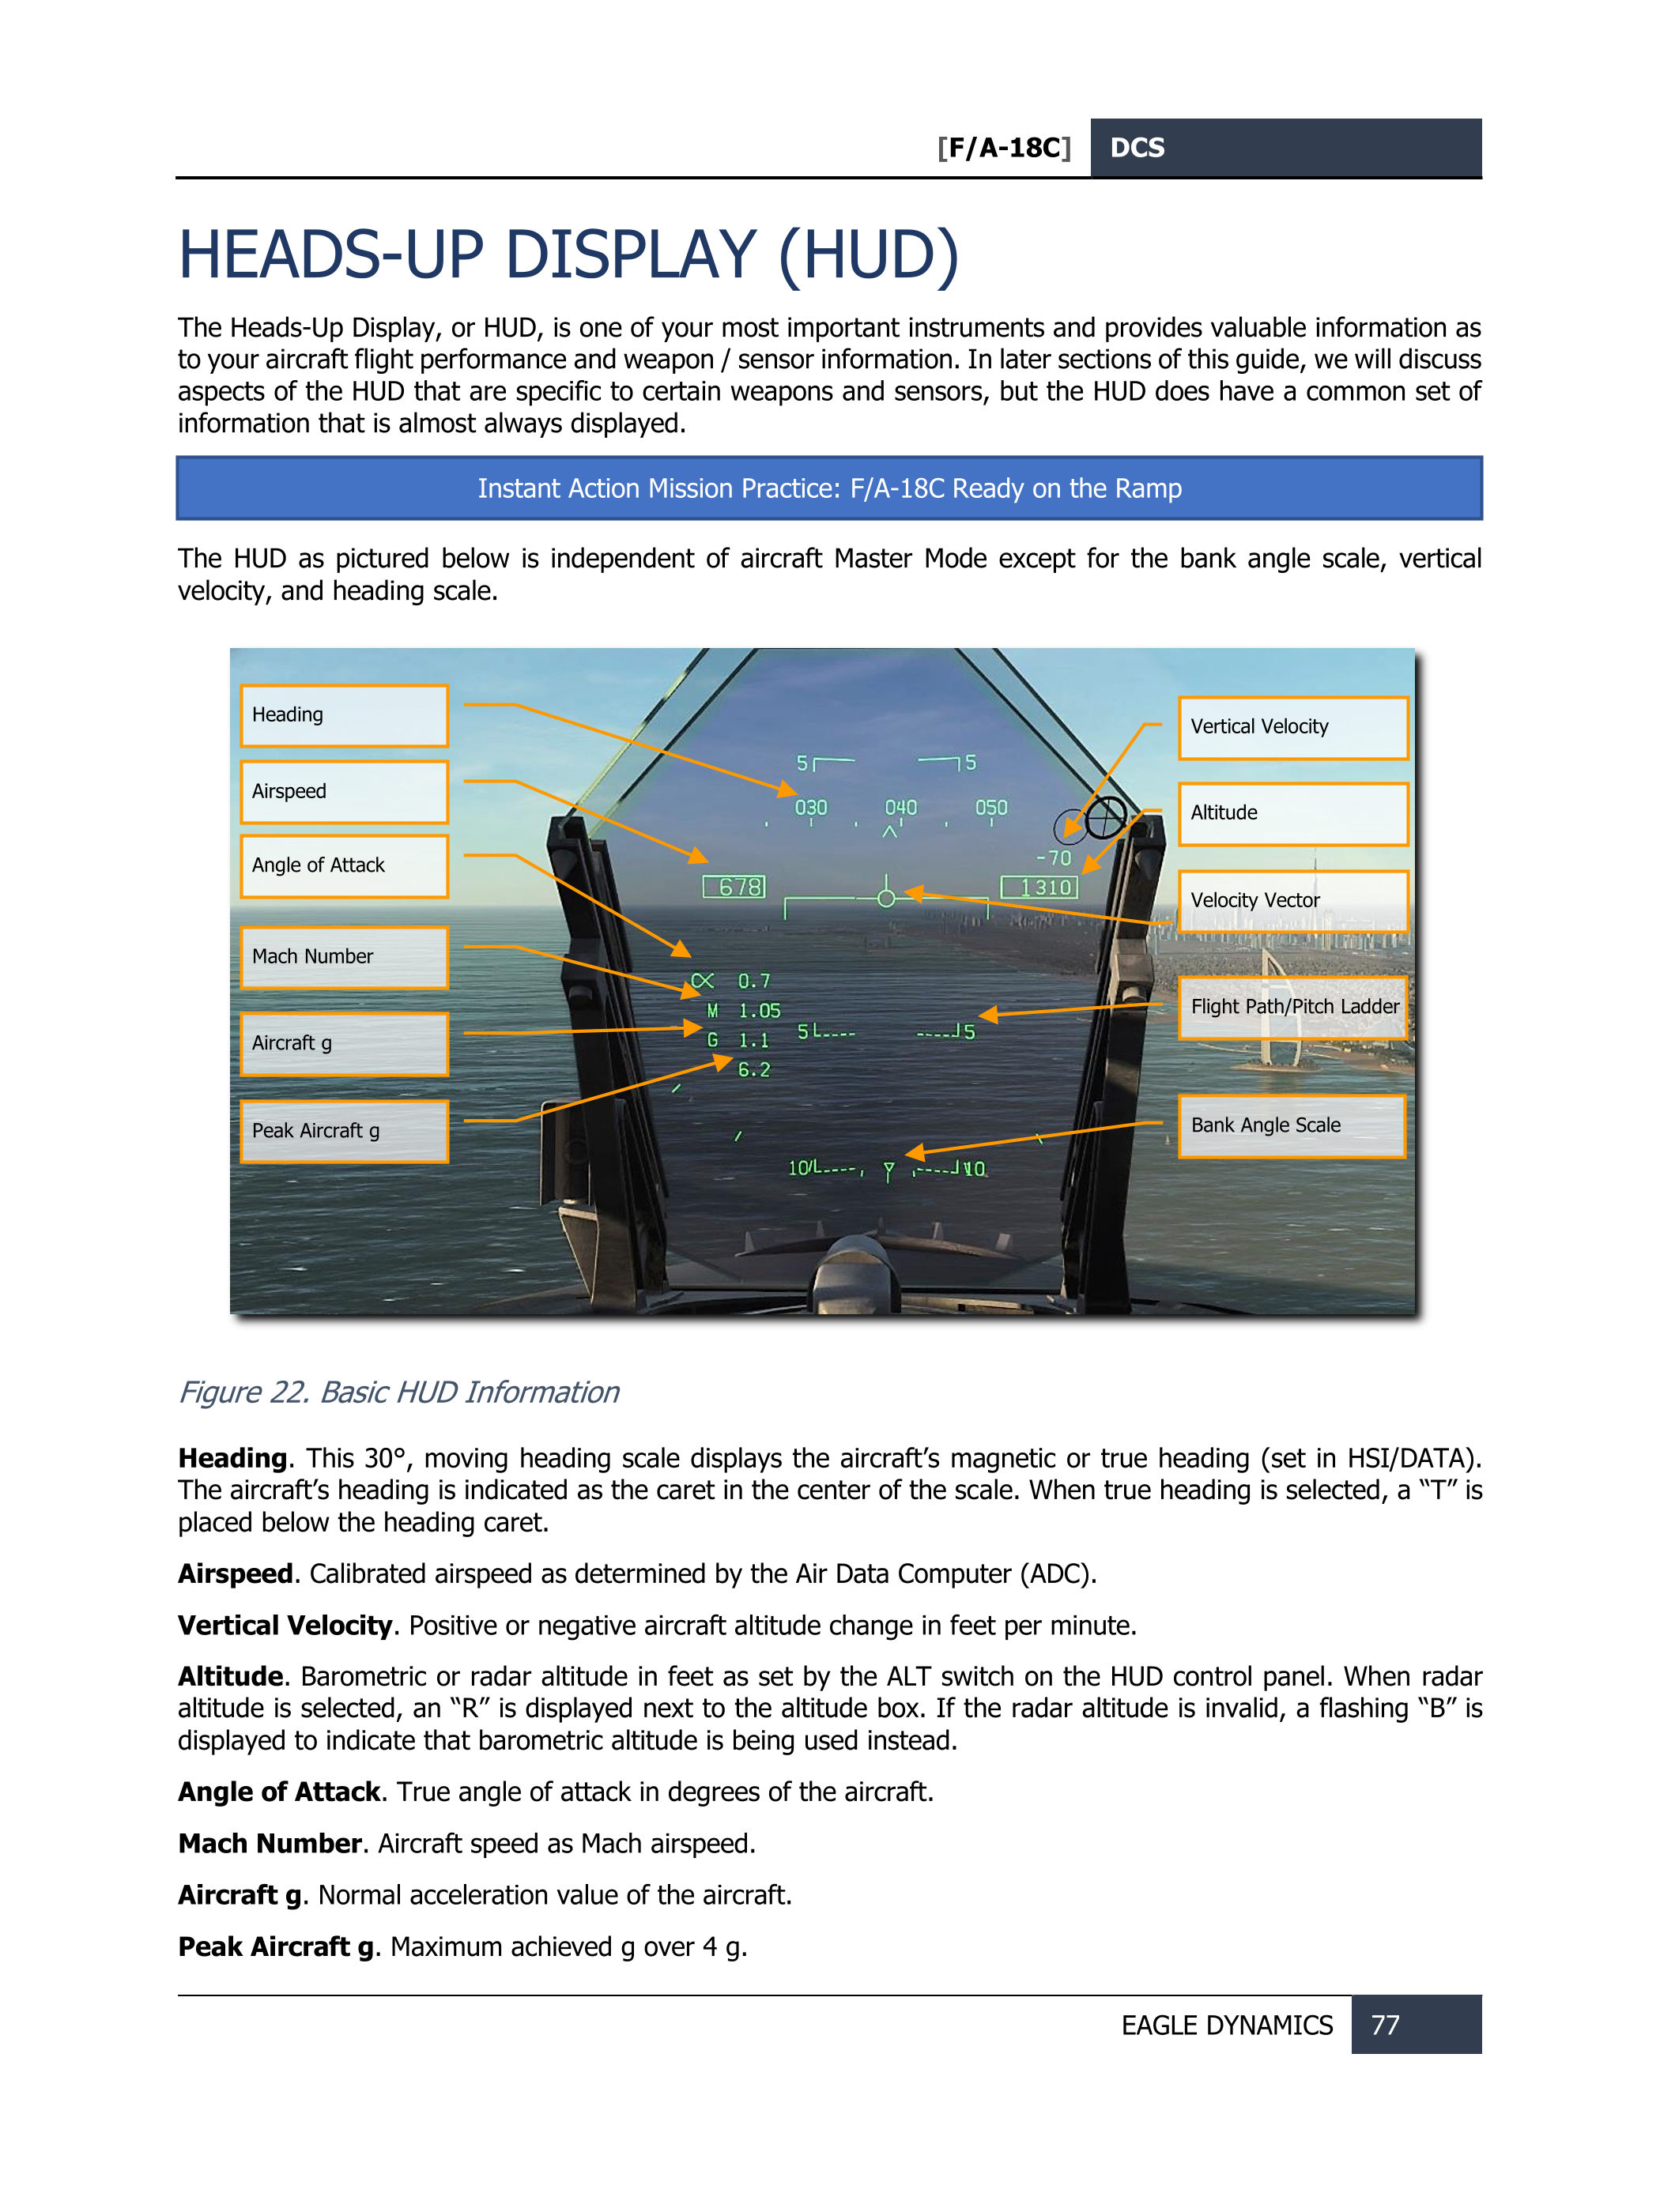 [F/A-18C] DCS
HEADS-UP DISPLAY (HUD)
The Heads-Up Display, or HUD, is one of your most important instruments and provides valuable information as
to your aircraft flight performance and weapon / sensor information. In later sections of this guide, we will discuss
aspects of the HUD that are specific to certain weapons and sensors, but the HUD does have a common set of
information that is almost always displayed.
Instant Action Mission Practice: F/A-18C Ready on the Ramp
The HUD as pictured below is independent of aircraft Master Mode except for the bank angle scale, vertical
velocity, and heading scale.
Heading
Vertical Velocity
5 5
Airspeed
030 040 050
Altitude
Angle of Attack
-70
678 1310
Velocity Vector
Mach Number
α 0.7
M 1.05
Flight Path/Pitch Ladder
Aircraft g
G 1.1
5 5
6.2
Peak Aircraft g
Bank Angle Scale
10 10
Figure 22. Basic HUD Information
Heading. This 30°, moving heading scale displays the aircraft’s magnetic or true heading (set in HSI/DATA).
The aircraft’s heading is indicated as the caret in the center of the scale. When true heading is selected, a “T” is
placed below the heading caret.
Airspeed. Calibrated airspeed as determined by the Air Data Computer (ADC).
Vertical Velocity. Positive or negative aircraft altitude change in feet per minute.
Altitude. Barometric or radar altitude in feet as set by the ALT switch on the HUD control panel. When radar
altitude is selected, an “R” is displayed next to the altitude box. If the radar altitude is invalid, a flashing “B” is
displayed to indicate that barometric altitude is being used instead.
Angle of Attack. True angle of attack in degrees of the aircraft.
Mach Number. Aircraft speed as Mach airspeed.
Aircraft g. Normal acceleration value of the aircraft.
Peak Aircraft g. Maximum achieved g over 4 g.
EAGLE DYNAMICS 77